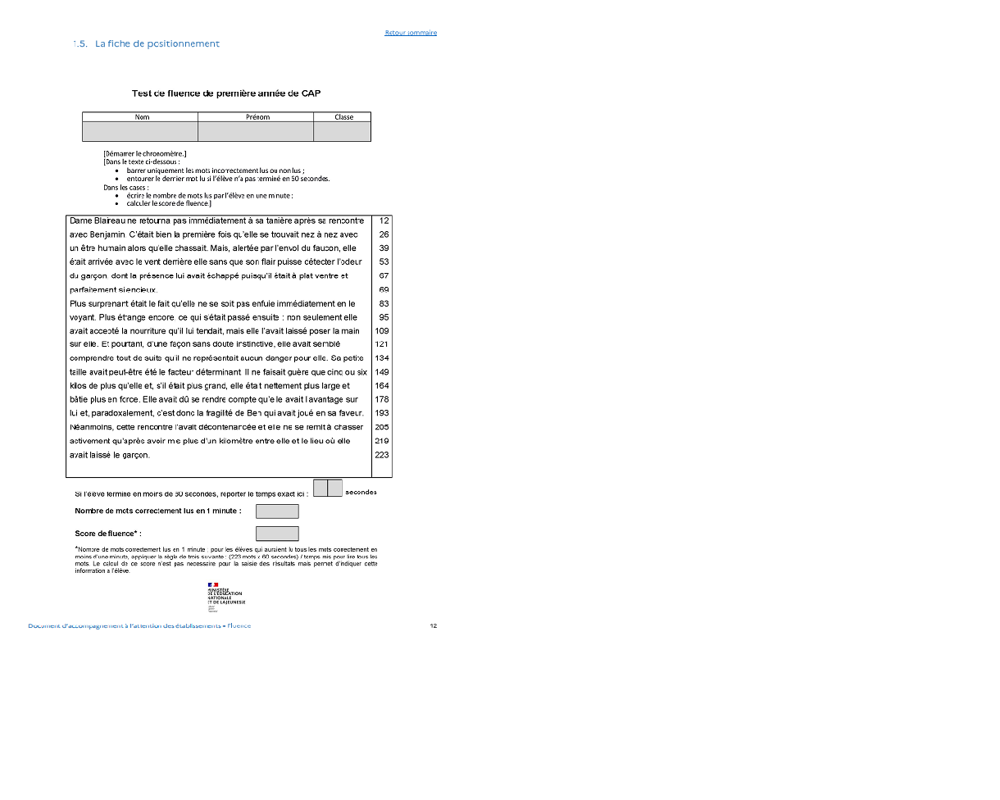 Retour sommaire
1.5. La fiche de positionnement
Test de fluence de première année de CAP
Nom Prénom Classe
[Démarrer le chronomètre.]
[Dans le texte ci-dessous :
• barrer uniquement les mots incorrectement lus ou non lus ;
• entourer le dernier mot lu si l'élève n'a pas terminé en 60 secondes.
Dans les cases :
• écrire le nombre de mots lus par l'élève en une minute ;
• calculer le score de fluence.]
Dame Blaireau ne retourna pas immédiatement à sa tanière après sa rencontre 12
avec Benjamin. C'était bien la première fois qu'elle se trouvait nez à nez avec 26
un être humain alors qu'elle chassait. Mais, alertée par l'envol du faucon, elle 39
était arrivée avec le vent derrière elle sans que son flair puisse détecter l'odeur 53
du garçon, dont la présence lui avait échappé puisqu'il était à plat ventre et 67
parfaitement silencieux. 69
Plus surprenant était le fait qu'elle ne se soit pas enfuie immédiatement en le 83
voyant. Plus étrange encore, ce qui s'était passé ensuite : non seulement elle 95
avait accepté la nourriture qu'il lui tendait, mais elle l'avait laissé poser la main 109
sur elle. Et pourtant, d'une façon sans doute instinctive, elle avait semblé 121
comprendre tout de suite qu'il ne représentait aucun danger pour elle. Sa petite 134
taille avait peut-être été le facteur déterminant. Il ne faisait guère que cinq ou six 149
kilos de plus qu'elle et, s'il était plus grand, elle était nettement plus large et 164
bâtie plus en force. Elle avait dû se rendre compte qu'elle avait l'avantage sur 178
lui et, paradoxalement, c'est donc la fragilité de Ben qui avait joué en sa faveur. 193
Néanmoins, cette rencontre l'avait décontenancée et elle ne se remit à chasser 205
activement qu'après avoir mis plus d'un kilomètre entre elle et le lieu où elle 219
avait laissé le garçon. 223
Si l'élève termine en moins de 60 secondes, reporter le temps exact ici : secondes
Nombre de mots correctement lus en 1 minute :
Score de fluence* :
*Nombre de mots correctement lus en 1 minute ; pour les élèves qui auraient lu tous les mots correctement en
moins d'une minute, appliquer la règle de trois suivante : (223 mots x 60 secondes) / temps mis pour lire tous les
mots. Le calcul de ce score n'est pas nécessaire pour la saisie des résultats mais permet d'indiquer cette
information à l'élève.
MINISTÈRE
DE L'ÉDUCATION
NATIONALE
ET DE LA JEUNESSE
Document d'accompagnement à l'attention des établissements • Fluence 12